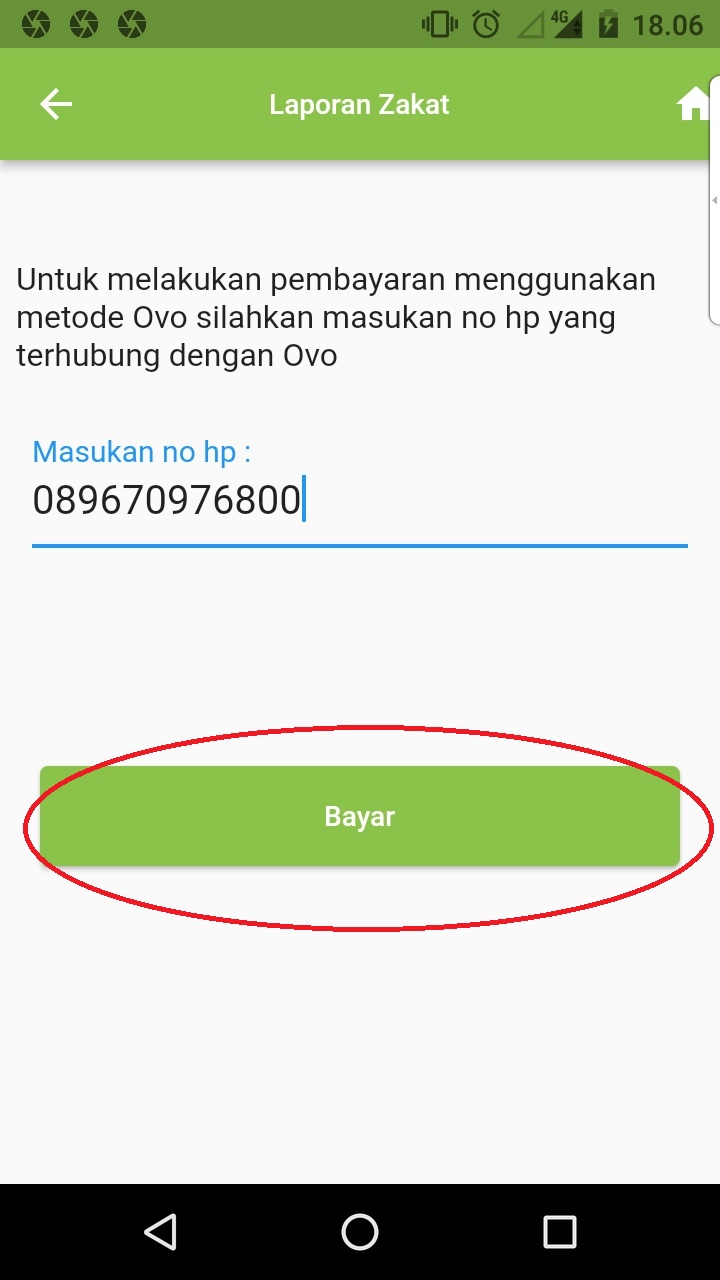 4G 18.06
Laporan Zakat
Untuk melakukan pembayaran menggunakan
metode Ovo silahkan masukan no hp yang
terhubung dengan Ovo
Masukan no hp :
089670976800
Bayar